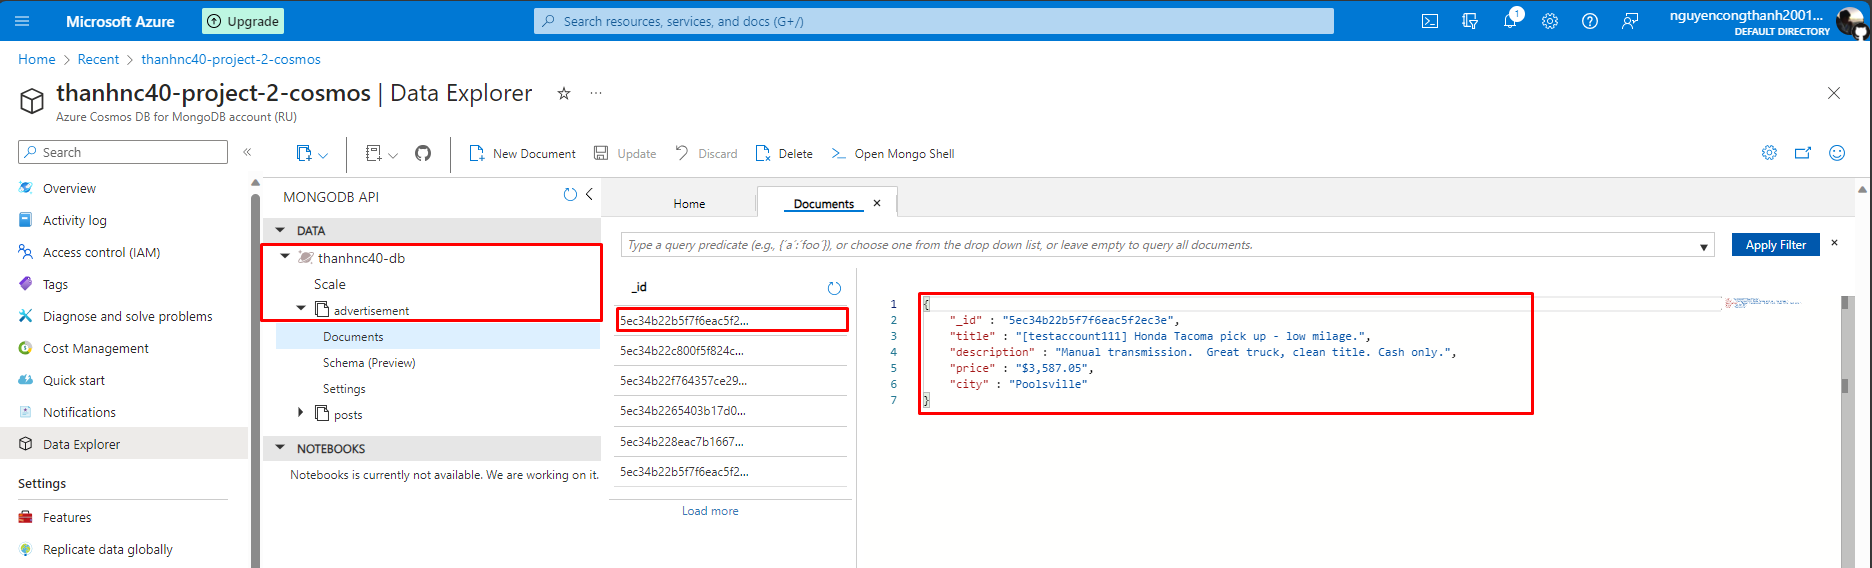 Microsoft Azure
Upgrade
Search resources, services, and docs (G+/)
1
nguyencongthanh2001...
DEFAULT DIRECTORY
Home > Recent > thanhnc40-project-2-cosmos
thanhnc40-project-2-cosmos | Data Explorer
Azure Cosmos DB for MongoDB account (RU)
Search
New Document
Update
Discard
Delete
Open Mongo Shell
Overview
Activity log
Access control (IAM)
Tags
Diagnose and solve problems
Cost Management
Quick start
Notifications
Data Explorer
Settings
Features
Replicate data globally
MONGODB API
DATA
thanhnc40-db
Scale
advertisement
Documents
Schema (Preview)
Settings
posts
NOTEBOOKS
Notebooks is currently not available. We are working on it.
Home
Documents
Type a query predicate (e.g., {´a´:´foo´}), or choose one from the drop down list, or leave empty to query all documents.
Apply Filter
_id
5ec34b22b5f7f6eac5f2...
5ec34b22c800f5f824c...
5ec34b22f764357ce29...
5ec34b2265403b17d0...
5ec34b228eac7b1667...
5ec34b22b5f7f6eac5f2...
Load more
1 {
2 "_id" : "5ec34b22b5f7f6eac5f2ec3e",
3 "title" : "[testaccount111] Honda Tacoma pick up - low milage.",
4 "description" : "Manual transmission.  Great truck, clean title. Cash only.",
5 "price" : "$3,587.05",
6 "city" : "Poolsville"
7 }